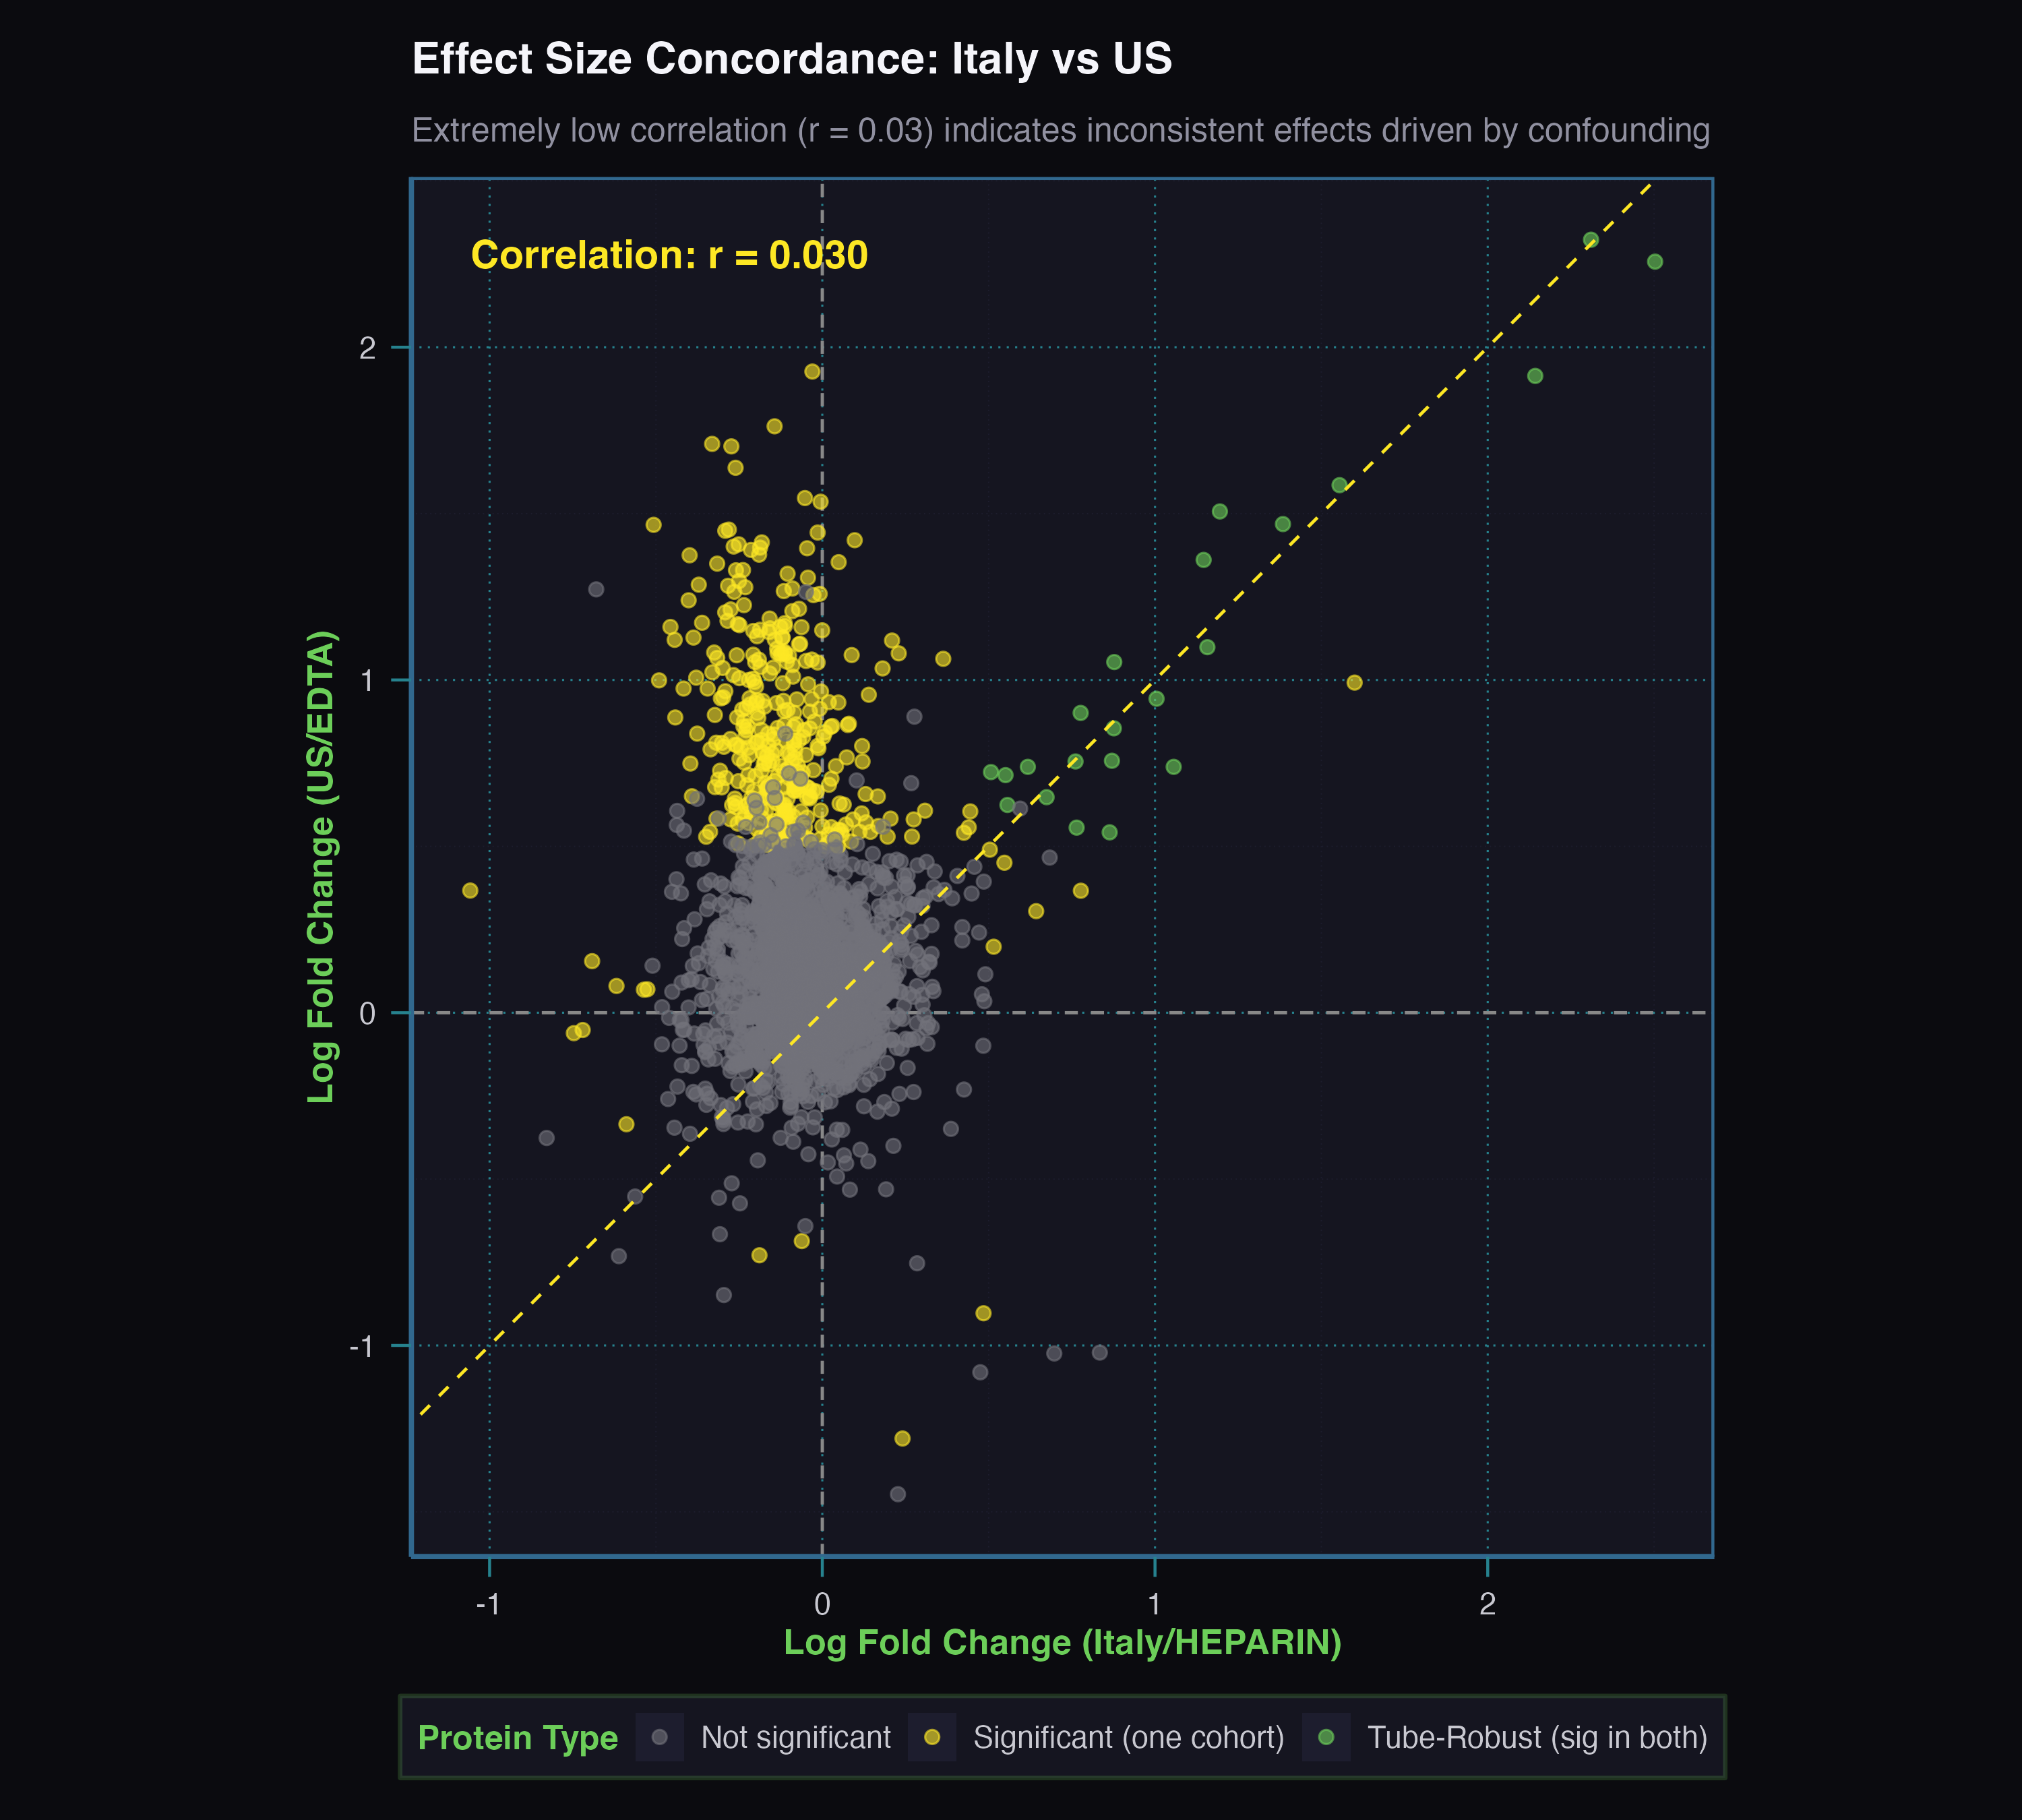 Effect Size Concordance: Italy vs US
Extremely low correlation (r = 0.03) indicates inconsistent effects driven by confounding
Correlation: r = 0.030
Log Fold Change (US/EDTA)
2
1
0
-1
-1 0 1 2
Log Fold Change (Italy/HEPARIN)
Protein Type Not significant Significant (one cohort) Tube-Robust (sig in both)